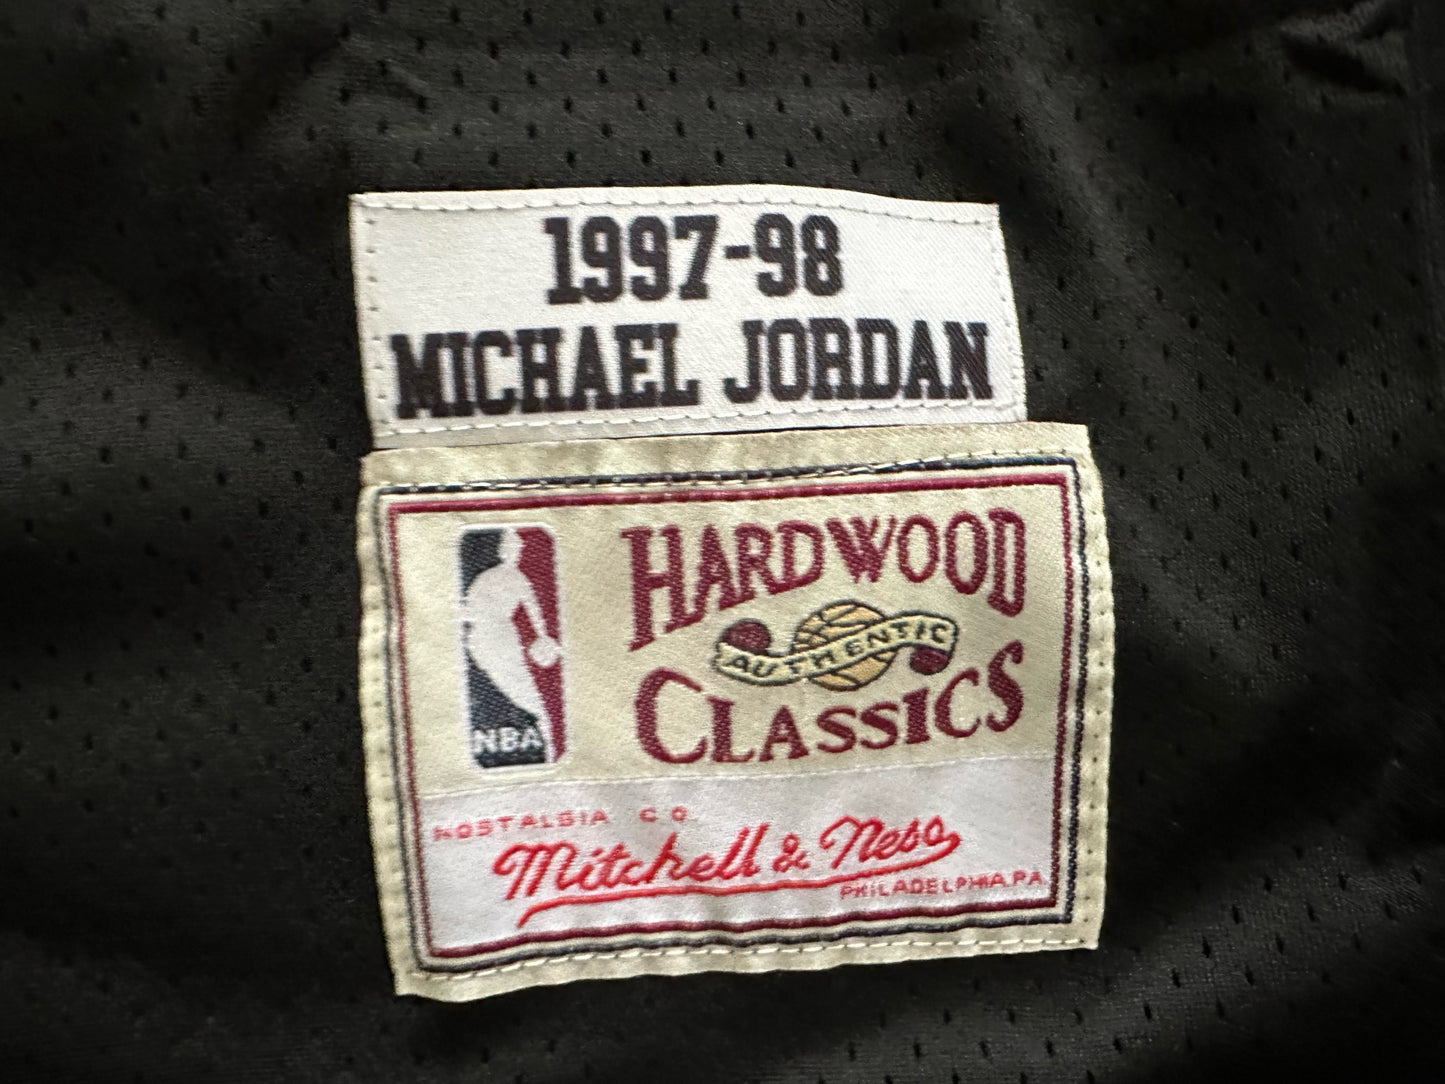 1997-98
MICHAEL JORDAN
NBA
HARDWOOD
AUTHENTIC
CLASSICS
NOSTALGIA CO
Mitchell & Ness
PHILADELPHIA, PA